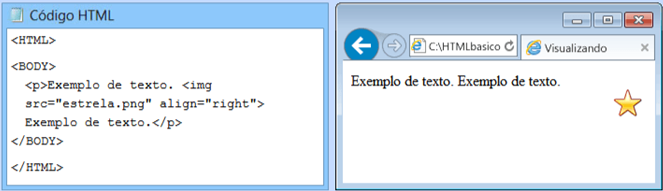 Código HTML
<HTML>
<BODY>
<p>Exemplo de texto. <img
src="estrela.png" align="right">
Exemplo de texto.</p>
</BODY>
</HTML>
C:\HTMLbasico
Visualizando
Exemplo de texto. Exemplo de texto.